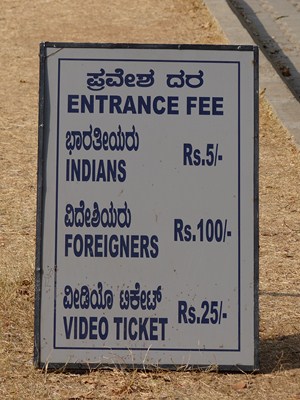 ಪ್ರವೇಶ ದರ
ENTRANCE FEE
ಭಾರತೀಯರು
INDIANS Rs.5/-
ವಿದೇಶಿಯರು
FOREIGNERS Rs.100/-
ವೀಡಿಯೊ ಟಿಕೇಟ್
VIDEO TICKET Rs.25/-